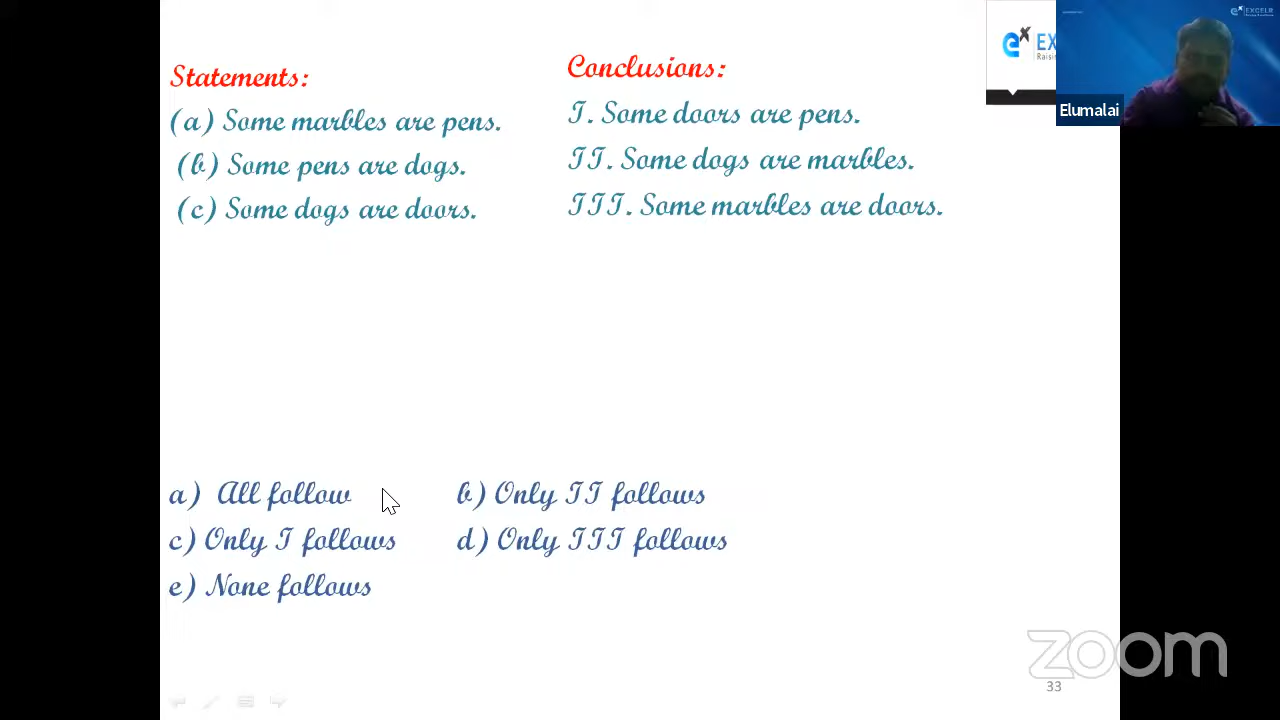 Statements:
(a) Some marbles are pens.
(b) Some pens are dogs.
(c) Some dogs are doors.
Conclusions:
I. Some doors are pens.
II. Some dogs are marbles.
III. Some marbles are doors.
a) All follow
b) Only II follows
c) Only I follows
d) Only III follows
e) None follows
Elumalai
EXCELR
zoom
33